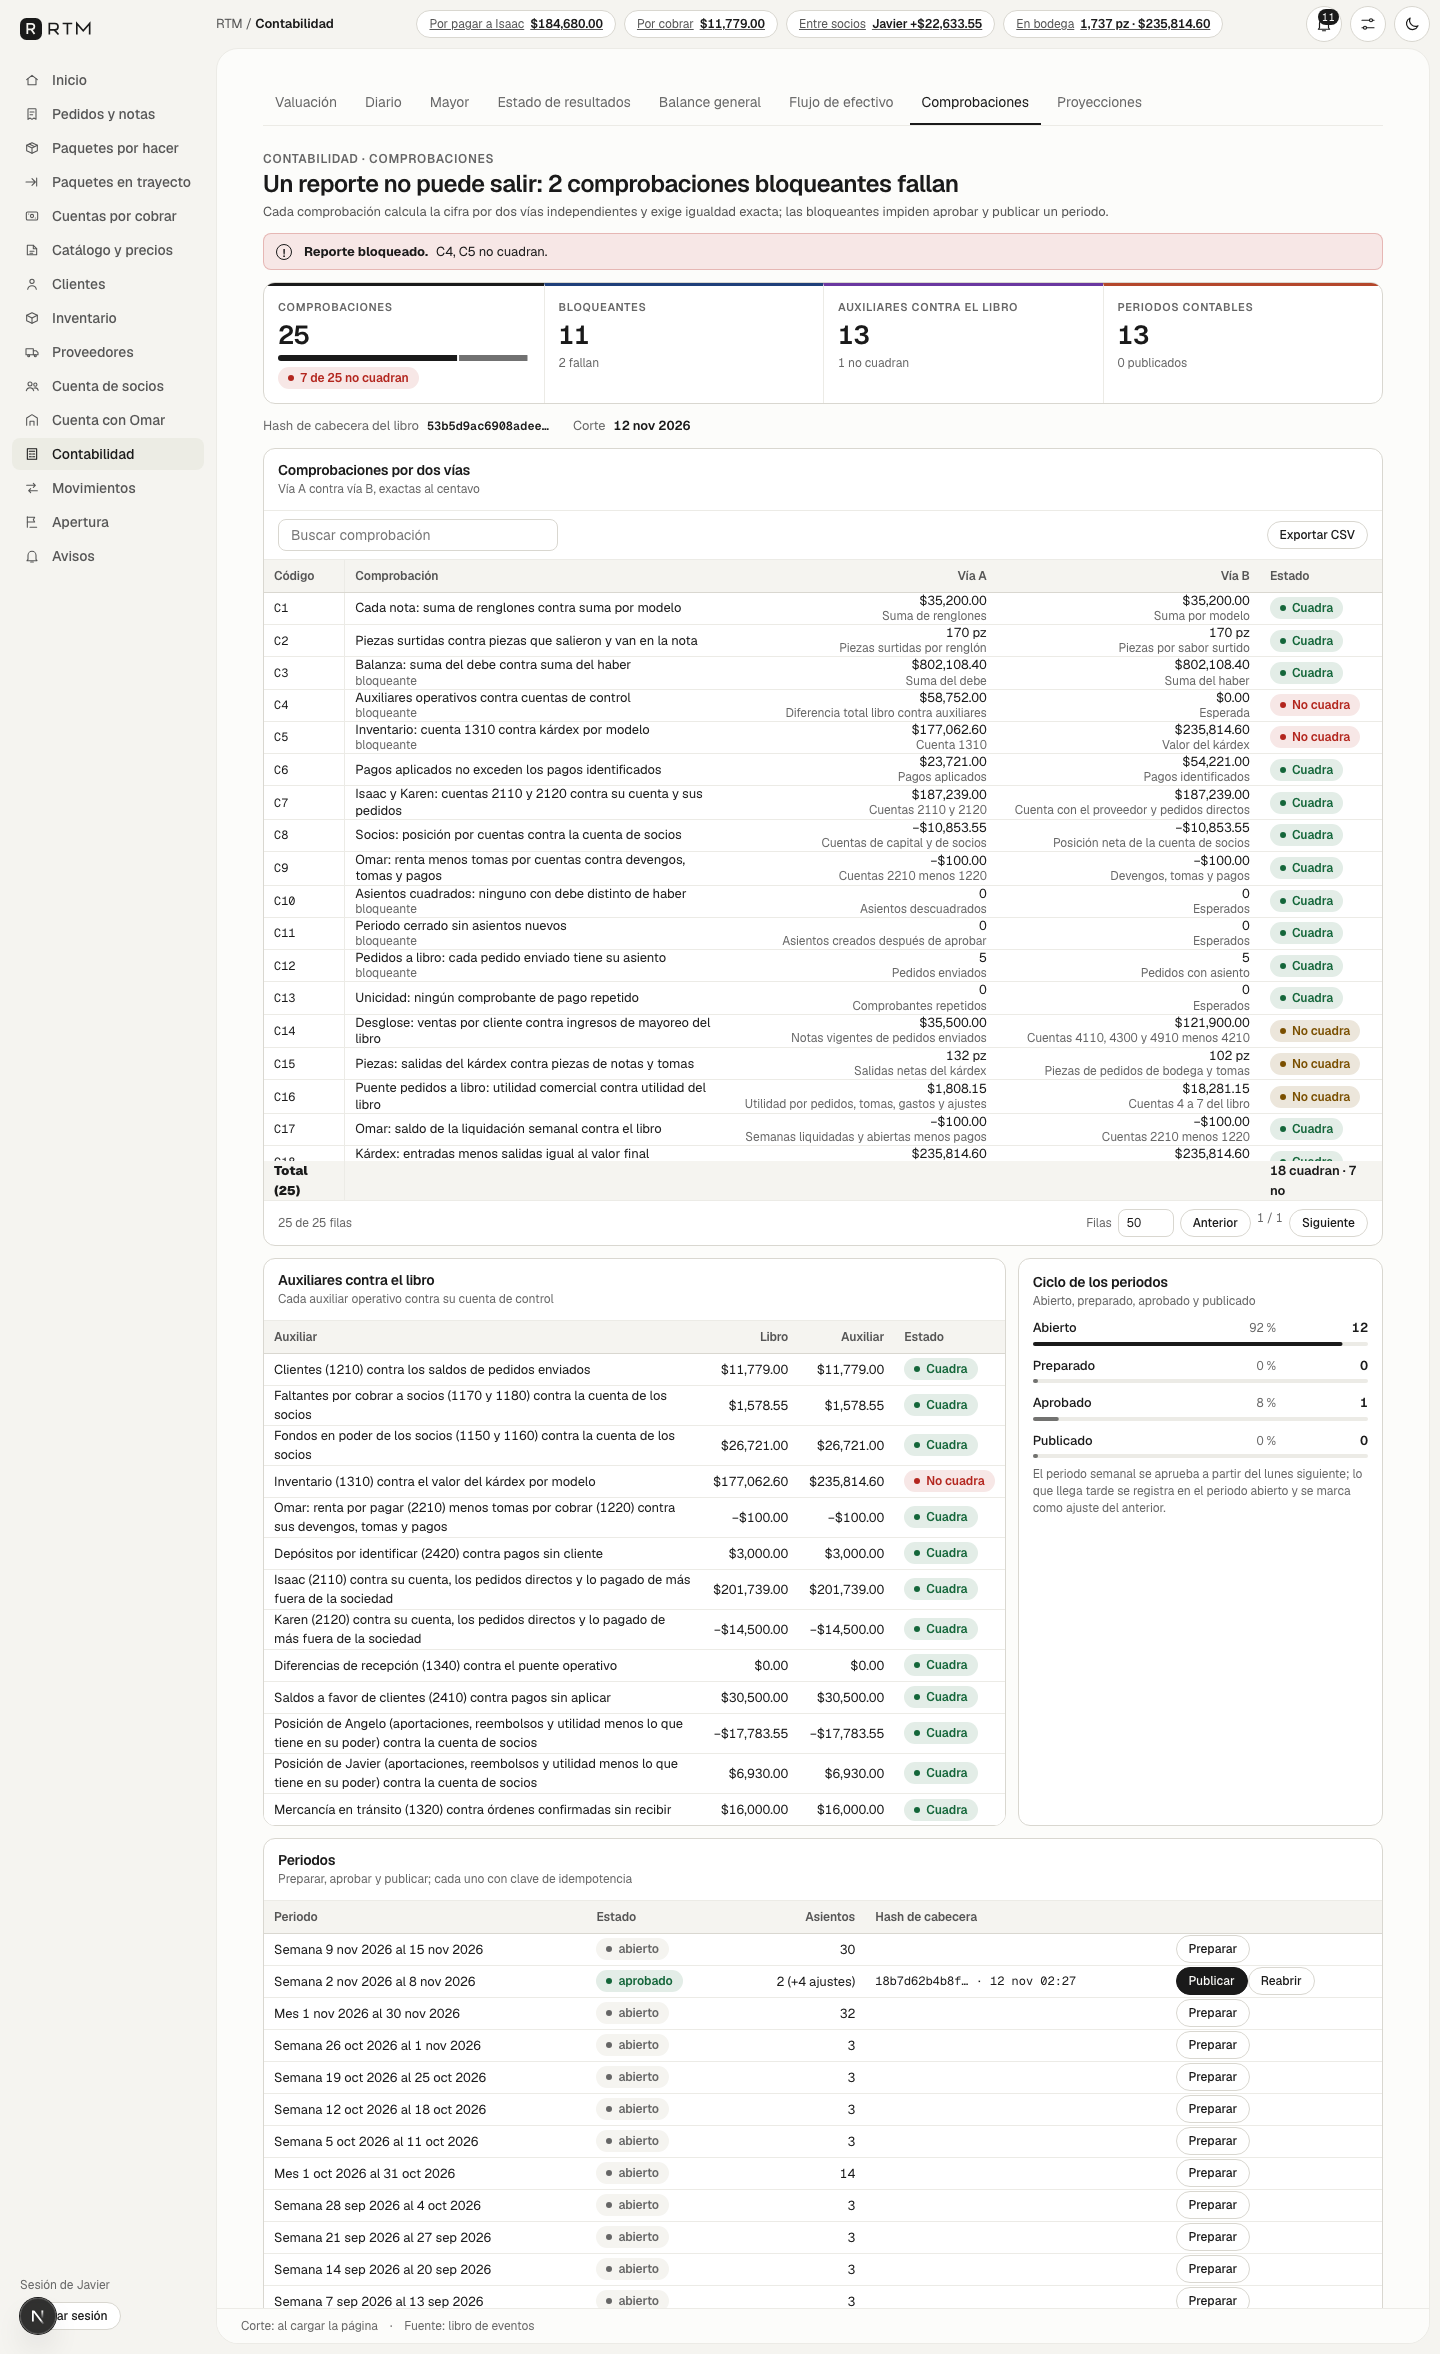 R RTM
RTM / Contabilidad
Por pagar a Isaac $184,680.00
Por cobrar $11,779.00
Entre socios Javier +$22,633.55
En bodega 1,737 pz · $235,814.60
11
Inicio
Pedidos y notas
Paquetes por hacer
Paquetes en trayecto
Cuentas por cobrar
Catálogo y precios
Clientes
Inventario
Proveedores
Cuenta de socios
Cuenta con Omar
Contabilidad
Movimientos
Apertura
Avisos
Valuación Diario Mayor Estado de resultados Balance general Flujo de efectivo Comprobaciones Proyecciones
CONTABILIDAD · COMPROBACIONES
Un reporte no puede salir: 2 comprobaciones bloqueantes fallan
Cada comprobación calcula la cifra por dos vías independientes y exige igualdad exacta; las bloqueantes impiden aprobar y publicar un periodo.
Reporte bloqueado. C4, C5 no cuadran.
COMPROBACIONES
25
7 de 25 no cuadran
BLOQUEANTES
11
2 fallan
AUXILIARES CONTRA EL LIBRO
13
1 no cuadran
PERIODOS CONTABLES
13
0 publicados
Hash de cabecera del libro 53b5d9ac6908adee… Corte 12 nov 2026
Comprobaciones por dos vías
Vía A contra vía B, exactas al centavo
Buscar comprobación
Exportar CSV
Código Comprobación Vía A Vía B Estado
C1 Cada nota: suma de renglones contra suma por modelo $35,200.00 $35,200.00 Cuadra
Suma de renglones Suma por modelo
C2 Piezas surtidas contra piezas que salieron y van en la nota 170 pz 170 pz Cuadra
Piezas surtidas por renglón Piezas por sabor surtido
C3 Balanza: suma del debe contra suma del haber $802,108.40 $802,108.40 Cuadra
bloqueante Suma del debe Suma del haber
C4 Auxiliares operativos contra cuentas de control $58,752.00 $0.00 No cuadra
bloqueante Diferencia total libro contra auxiliares Esperada
C5 Inventario: cuenta 1310 contra kárdex por modelo $177,062.60 $235,814.60 No cuadra
bloqueante Cuenta 1310 Valor del kárdex
C6 Pagos aplicados no exceden los pagos identificados $23,721.00 $54,221.00 Cuadra
Pagos aplicados Pagos identificados
C7 Isaac y Karen: cuentas 2110 y 2120 contra su cuenta y sus $187,239.00 $187,239.00 Cuadra
pedidos Cuentas 2110 y 2120 Cuenta con el proveedor y pedidos directos
C8 Socios: posición por cuentas contra la cuenta de socios −$10,853.55 −$10,853.55 Cuadra
Cuentas de capital y de socios Posición neta de la cuenta de socios
C9 Omar: renta menos tomas por cuentas contra devengos, −$100.00 −$100.00 Cuadra
tomas y pagos Cuentas 2210 menos 1220 Devengos, tomas y pagos
C10 Asientos cuadrados: ninguno con debe distinto de haber 0 0 Cuadra
bloqueante Asientos descuadrados Esperados
C11 Periodo cerrado sin asientos nuevos 0 0 Cuadra
bloqueante Asientos creados después de aprobar Esperados
C12 Pedidos a libro: cada pedido enviado tiene su asiento 5 5 Cuadra
bloqueante Pedidos enviados Pedidos con asiento
C13 Unicidad: ningún comprobante de pago repetido 0 0 Cuadra
Comprobantes repetidos Esperados
C14 Desglose: ventas por cliente contra ingresos de mayoreo del $35,500.00 $121,900.00 No cuadra
libro Notas vigentes de pedidos enviados Cuentas 4110, 4300 y 4910 menos 4210
C15 Piezas: salidas del kárdex contra piezas de notas y tomas 132 pz 102 pz No cuadra
Salidas netas del kárdex Piezas de pedidos de bodega y tomas
C16 Puente pedidos a libro: utilidad comercial contra utilidad del $1,808.15 $18,281.15 No cuadra
libro Utilidad por pedidos, tomas, gastos y ajustes Cuentas 4 a 7 del libro
C17 Omar: saldo de la liquidación semanal contra el libro −$100.00 −$100.00 Cuadra
Semanas liquidadas y abiertas menos pagos Cuentas 2210 menos 1220
Kárdex: entradas menos salidas igual al valor final $235,814.60 $235,814.60
Total 18 cuadran · 7
(25) no
25 de 25 filas Filas 50 Anterior 1 / 1 Siguiente
Auxiliares contra el libro
Cada auxiliar operativo contra su cuenta de control
Auxiliar Libro Auxiliar Estado
Clientes (1210) contra los saldos de pedidos enviados $11,779.00 $11,779.00 Cuadra
Faltantes por cobrar a socios (1170 y 1180) contra la cuenta de los
socios $1,578.55 $1,578.55 Cuadra
Fondos en poder de los socios (1150 y 1160) contra la cuenta de los
socios $26,721.00 $26,721.00 Cuadra
Inventario (1310) contra el valor del kárdex por modelo $177,062.60 $235,814.60 No cuadra
Omar: renta por pagar (2210) menos tomas por cobrar (1220) contra
sus devengos, tomas y pagos −$100.00 −$100.00 Cuadra
Depósitos por identificar (2420) contra pagos sin cliente $3,000.00 $3,000.00 Cuadra
Isaac (2110) contra su cuenta, los pedidos directos y lo pagado de más
fuera de la sociedad $201,739.00 $201,739.00 Cuadra
Karen (2120) contra su cuenta, los pedidos directos y lo pagado de
más fuera de la sociedad −$14,500.00 −$14,500.00 Cuadra
Diferencias de recepción (1340) contra el puente operativo $0.00 $0.00 Cuadra
Saldos a favor de clientes (2410) contra pagos sin aplicar $30,500.00 $30,500.00 Cuadra
Posición de Angelo (aportaciones, reembolsos y utilidad menos lo que
tiene en su poder) contra la cuenta de socios −$17,783.55 −$17,783.55 Cuadra
Posición de Javier (aportaciones, reembolsos y utilidad menos lo que
tiene en su poder) contra la cuenta de socios $6,930.00 $6,930.00 Cuadra
Mercancía en tránsito (1320) contra órdenes confirmadas sin recibir $16,000.00 $16,000.00 Cuadra
Ciclo de los periodos
Abierto, preparado, aprobado y publicado
Abierto 92 % 12
Preparado 0 % 0
Aprobado 8 % 1
Publicado 0 % 0
El periodo semanal se aprueba a partir del lunes siguiente; lo
que llega tarde se registra en el periodo abierto y se marca
como ajuste del anterior.
Periodos
Preparar, aprobar y publicar; cada uno con clave de idempotencia
Periodo Estado Asientos Hash de cabecera
Semana 9 nov 2026 al 15 nov 2026 abierto 30 Preparar
Semana 2 nov 2026 al 8 nov 2026 aprobado 2 (+4 ajustes) 18b7d62b4b8f… · 12 nov 02:27 Publicar Reabrir
Mes 1 nov 2026 al 30 nov 2026 abierto 32 Preparar
Semana 26 oct 2026 al 1 nov 2026 abierto 3 Preparar
Semana 19 oct 2026 al 25 oct 2026 abierto 3 Preparar
Semana 12 oct 2026 al 18 oct 2026 abierto 3 Preparar
Semana 5 oct 2026 al 11 oct 2026 abierto 3 Preparar
Mes 1 oct 2026 al 31 oct 2026 abierto 14 Preparar
Semana 28 sep 2026 al 4 oct 2026 abierto 3 Preparar
Semana 21 sep 2026 al 27 sep 2026 abierto 3 Preparar
Semana 14 sep 2026 al 20 sep 2026 abierto 3 Preparar
Semana 7 sep 2026 al 13 sep 2026 abierto 3 Preparar
Sesión de Javier
N ar sesión
Corte: al cargar la página · Fuente: libro de eventos